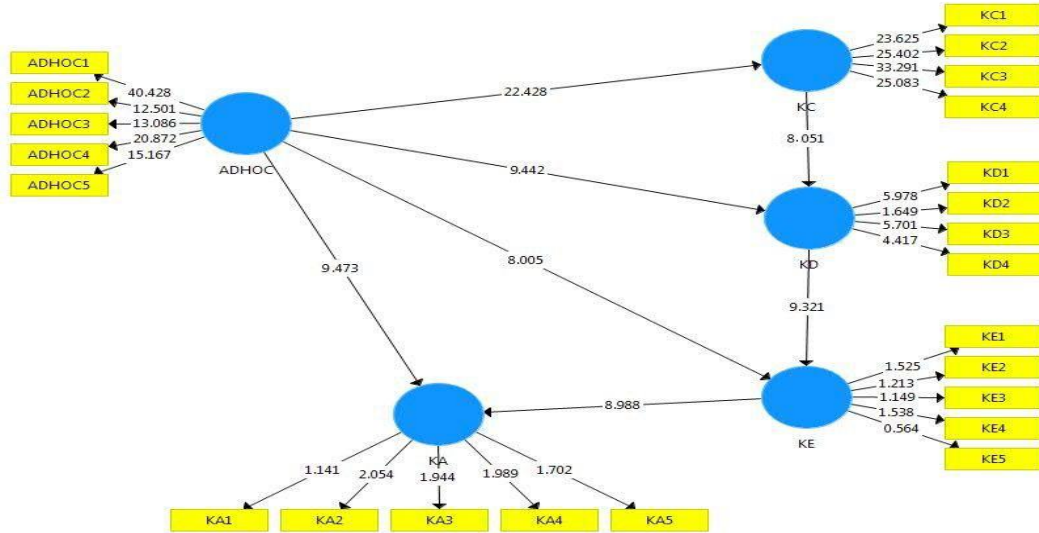 KC1
23.625
KC2
25.402
KC3
33.291
KC4
25.083
KC
ADHOC1
40.428
ADHOC2
12.501
ADHOC3
13.086
ADHOC4
20.872
ADHOC5
15.167
ADHOC
22.428
8.051
9.442
KD1
5.978
KD2
1.649
KD3
5.701
KD4
4.417
KD
9.473
8.005
9.321
KE1
1.525
KE2
1.213
KE3
1.149
KE4
1.538
KE5
0.564
KE
8.988
KA
1.141
2.054
1.944
1.989
1.702
KA1
KA2
KA3
KA4
KA5